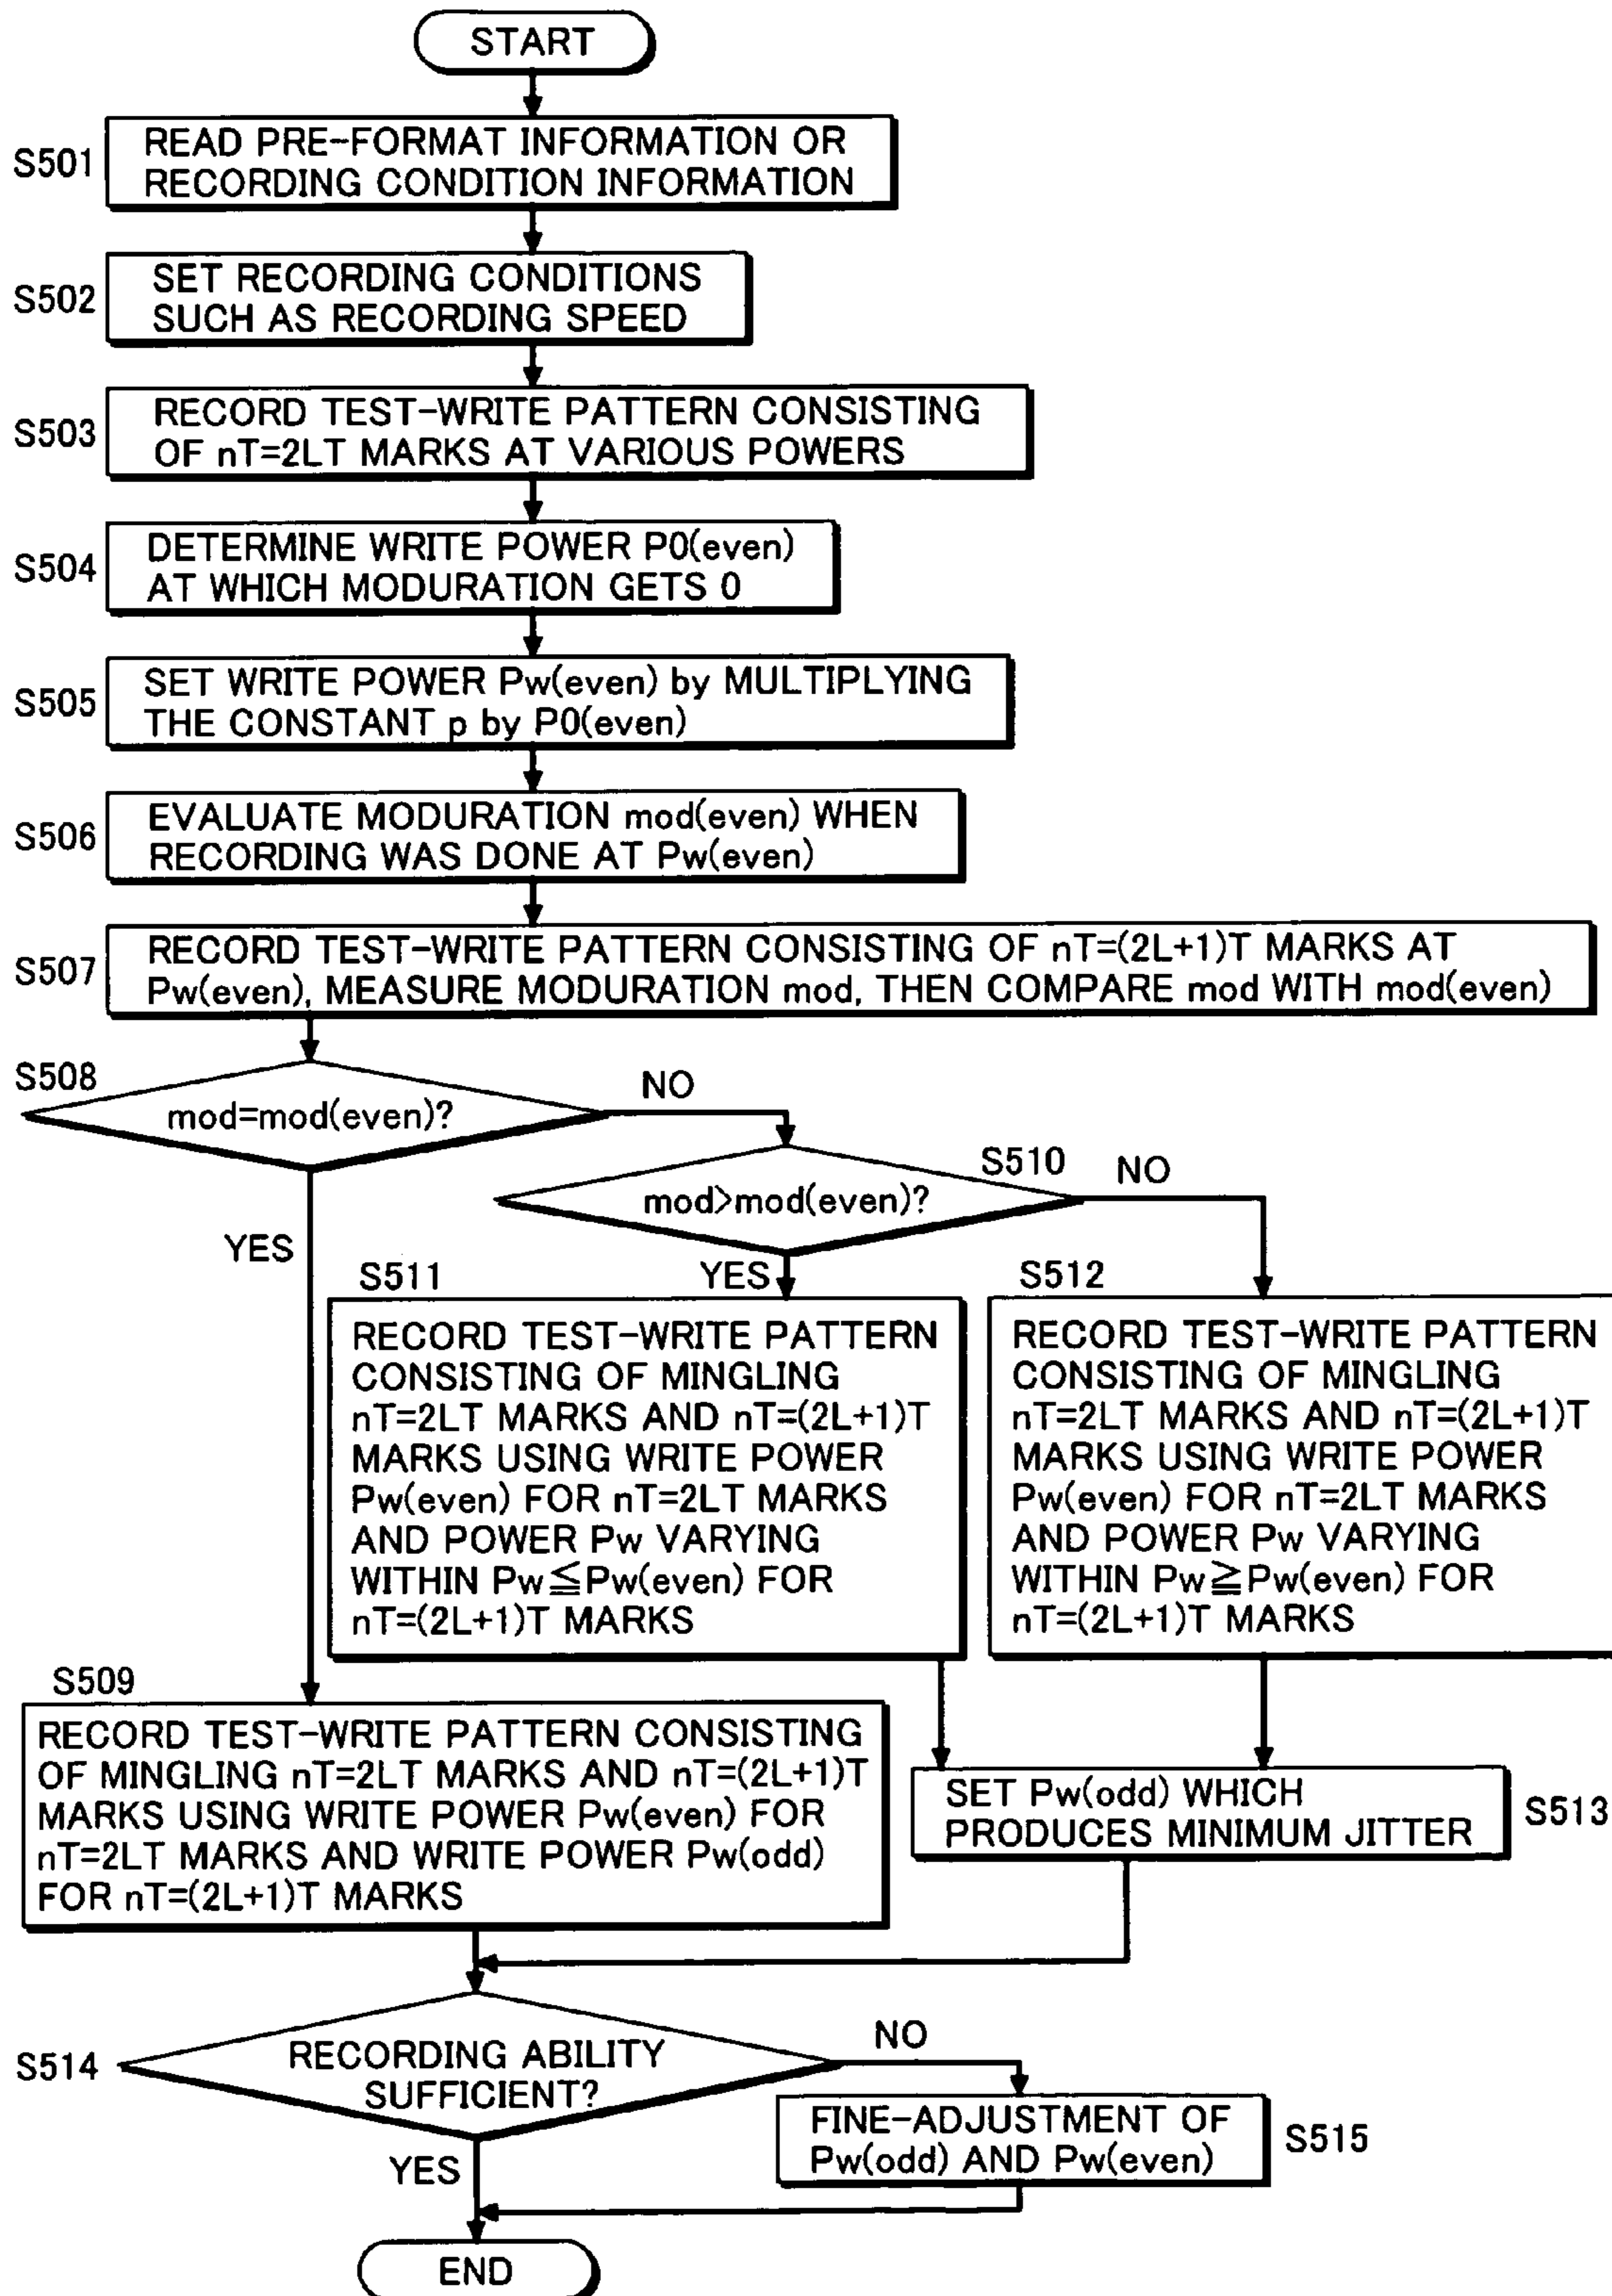 START
S501
READ PRE-FORMAT INFORMATION OR
RECORDING CONDITION INFORMATION
S502
SET RECORDING CONDITIONS
SUCH AS RECORDING SPEED
S503
RECORD TEST-WRITE PATTERN CONSISTING
OF nT=2LT MARKS AT VARIOUS POWERS
S504
DETERMINE WRITE POWER P0(even)
AT WHICH MODURATION GETS 0
S505
SET WRITE POWER Pw(even) by MULTIPLYING
THE CONSTANT p by P0(even)
S506
EVALUATE MODURATION mod(even) WHEN
RECORDING WAS DONE AT Pw(even)
S507
RECORD TEST-WRITE PATTERN CONSISTING OF nT=(2L+1)T MARKS AT
Pw(even), MEASURE MODURATION mod, THEN COMPARE mod WITH mod(even)
S508
mod=mod(even)?
NO
YES
S510
mod>mod(even)?
NO
YES
S511
RECORD TEST-WRITE PATTERN
CONSISTING OF MINGLING
nT=2LT MARKS AND nT=(2L+1)T
MARKS USING WRITE POWER
Pw(even) FOR nT=2LT MARKS
AND POWER Pw VARYING
WITHIN Pw≦Pw(even) FOR
nT=(2L+1)T MARKS
S512
RECORD TEST-WRITE PATTERN
CONSISTING OF MINGLING
nT=2LT MARKS AND nT=(2L+1)T
MARKS USING WRITE POWER
Pw(even) FOR nT=2LT MARKS
AND POWER Pw VARYING
WITHIN Pw≧Pw(even) FOR
nT=(2L+1)T MARKS
S509
RECORD TEST-WRITE PATTERN CONSISTING
OF MINGLING nT=2LT MARKS AND nT=(2L+1)T
MARKS USING WRITE POWER Pw(even) FOR
nT=2LT MARKS AND WRITE POWER Pw(odd)
FOR nT=(2L+1)T MARKS
SET Pw(odd) WHICH
PRODUCES MINIMUM JITTER
S513
S514
RECORDING ABILITY
SUFFICIENT?
NO
YES
FINE-ADJUSTMENT OF
Pw(odd) AND Pw(even)
S515
END